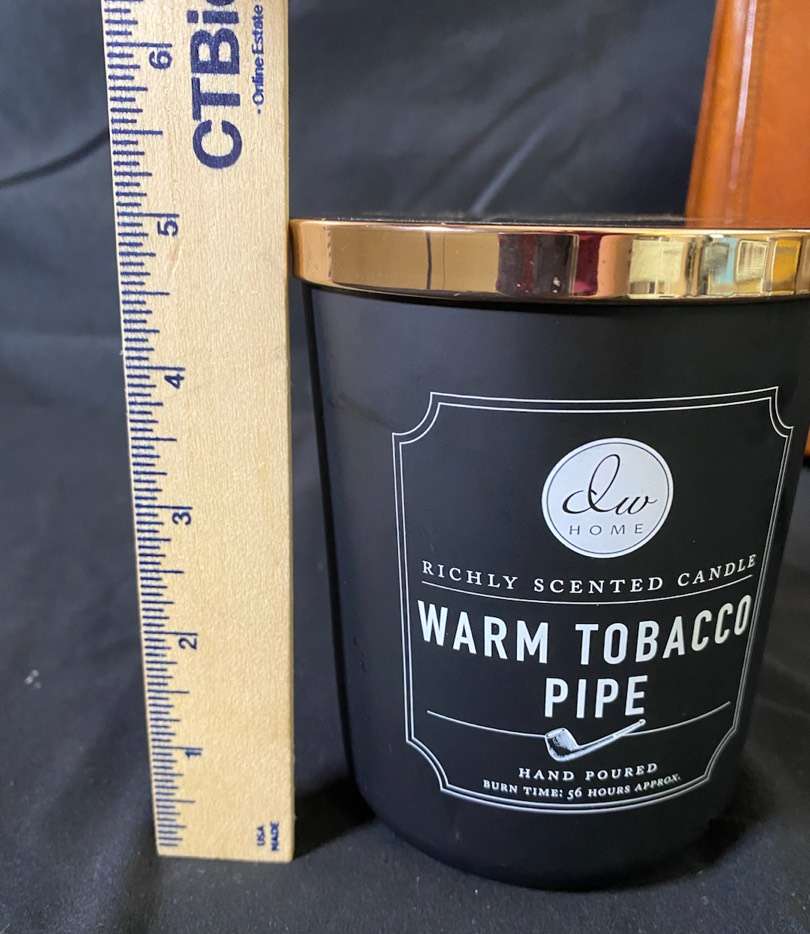 6
CTBi
- Online Estate
5
4
3
2
1
USA
MADE
dw
HOME
RICHLY SCENTED CANDLE
WARM TOBACCO
PIPE
HAND POURED
BURN TIME: 56 HOURS APPROX.